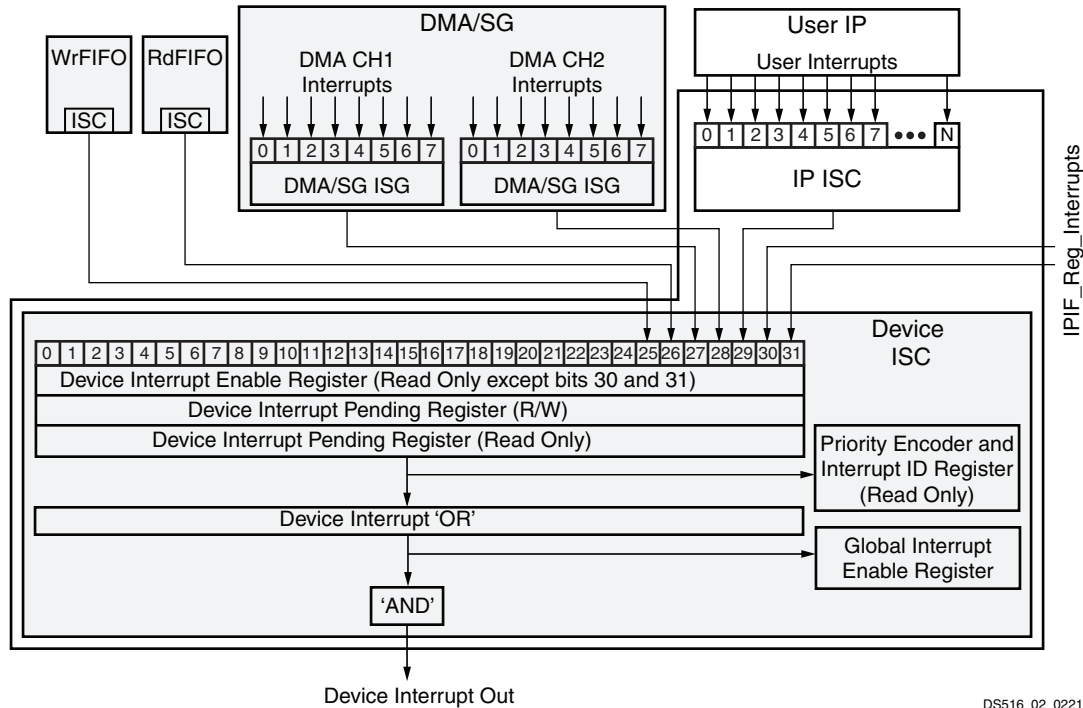 DMA/SG
User IP
WrFIFO
RdFIFO
DMA CH1
Interrupts
DMA CH2
Interrupts
User Interrupts
ISC
ISC
0 1 2 3 4 5 6 7
0 1 2 3 4 5 6 7
0 1 2 3 4 5 6 7 ••• N
DMA/SG ISG
DMA/SG ISG
IP ISC
IPIF_Reg_Interrupts
Device
ISC
0 1 2 3 4 5 6 7 8 9 10 11 12 13 14 15 16 17 18 19 20 21 22 23 24 25 26 27 28 29 30 31
Device Interrupt Enable Register (Read Only except bits 30 and 31)
Device Interrupt Pending Register (R/W)
Device Interrupt Pending Register (Read Only)
Priority Encoder and
Interrupt ID Register
(Read Only)
Device Interrupt ‘OR’
Global Interrupt
Enable Register
‘AND’
Device Interrupt Out
DS516_02_0221